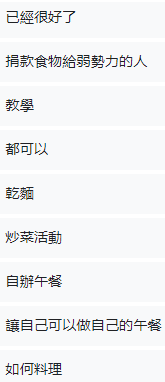 已經很好了
捐款食物給弱勢力的人
教學
都可以
乾麵
炒菜活動
自辦午餐
讓自己可以做自己的午餐
如何料理